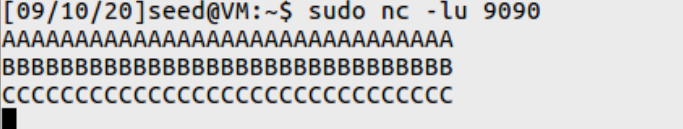 [09/10/20]seed@VM:~$ sudo nc -lu 9090
AAAAAAAAAAAAAAAAAAAAAAAAAAAAAAA
BBBBBBBBBBBBBBBBBBBBBBBBBBBBBBB
CCCCCCCCCCCCCCCCCCCCCCCCCCCCCCC